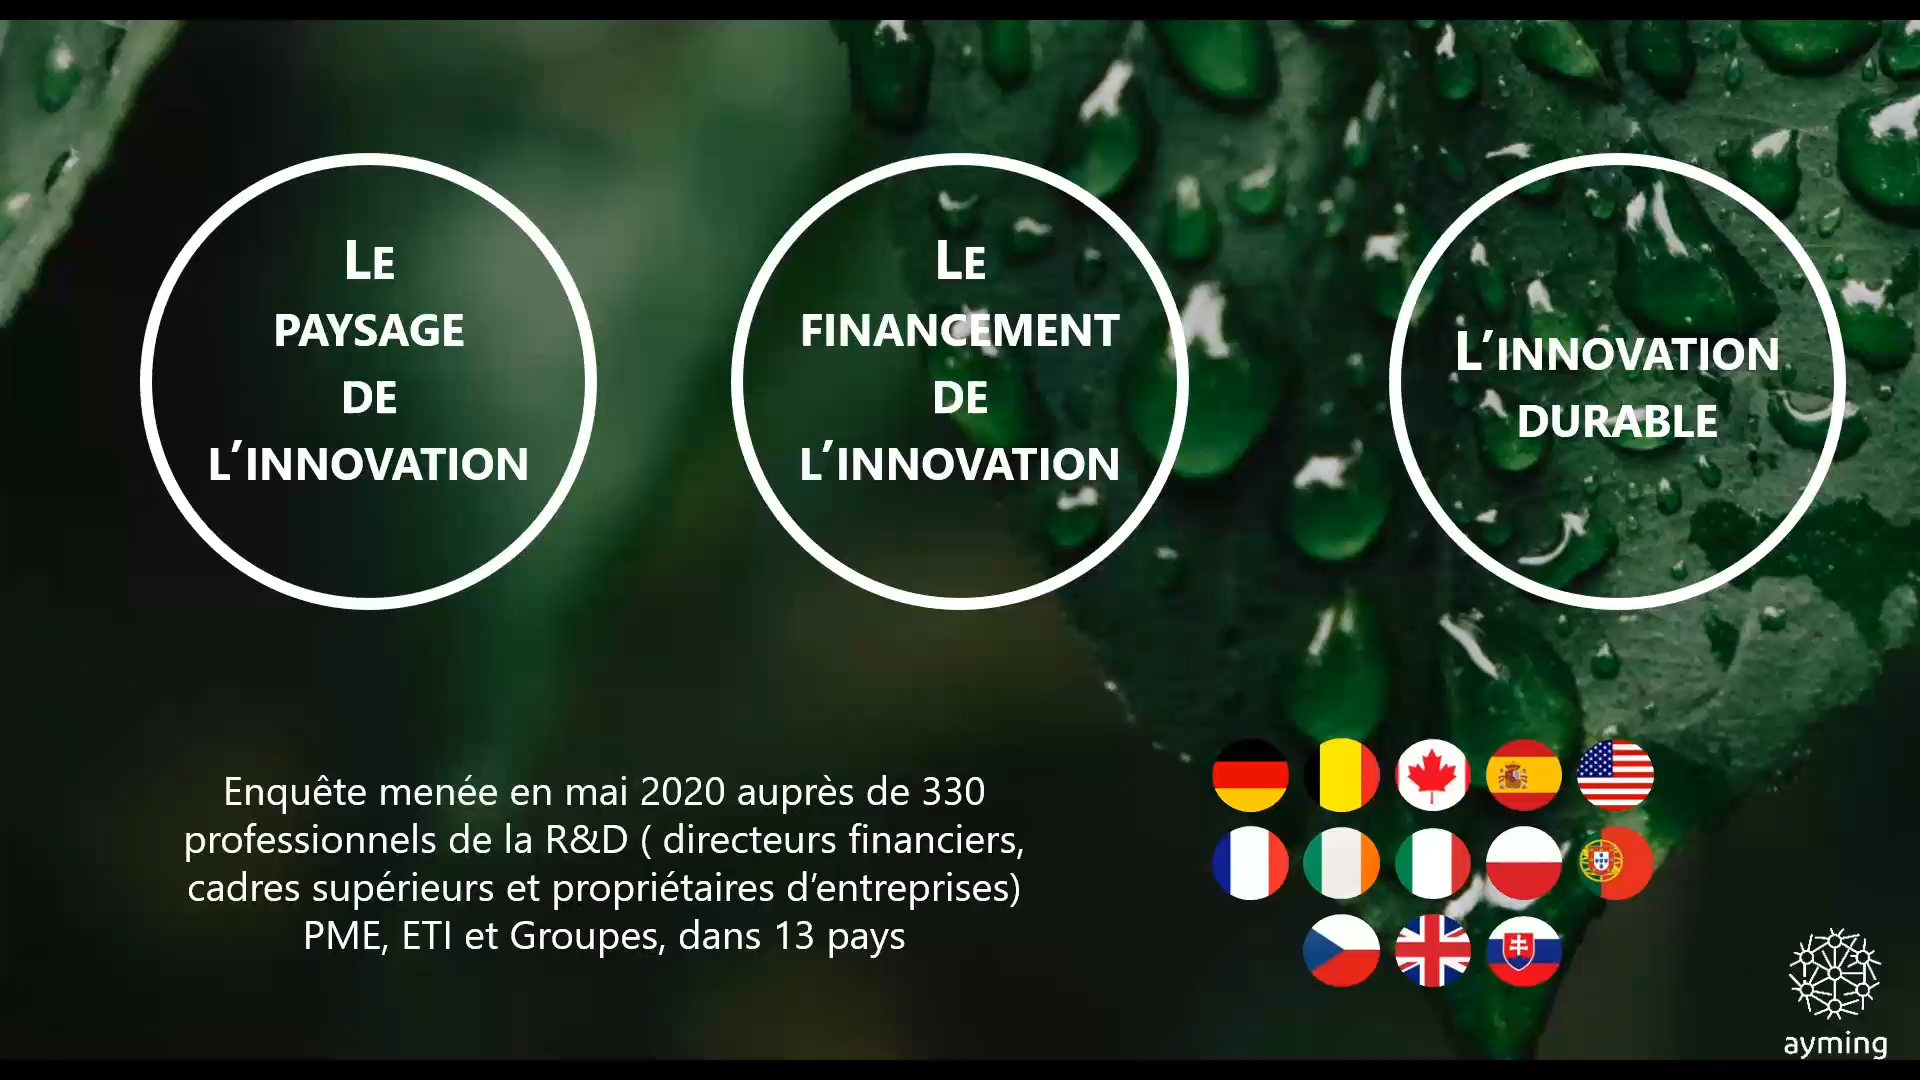 Le
PAYSAGE
DE
L’INNOVATION
Le
FINANCEMENT
DE
L’INNOVATION
L’INNOVATION
DURABLE
Enquête menée en mai 2020 auprès de 330
professionnels de la R&D ( directeurs financiers,
cadres supérieurs et propriétaires d’entreprises)
PME, ETI et Groupes, dans 13 pays
ayming